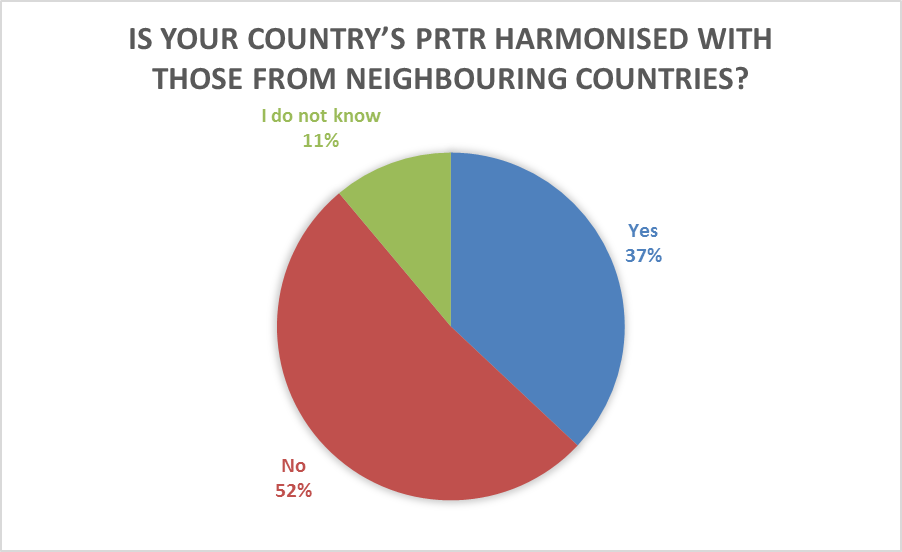 IS YOUR COUNTRY’S PRTR HARMONISED WITH
THOSE FROM NEIGHBOURING COUNTRIES?
I do not know
11%
Yes
37%
No
52%